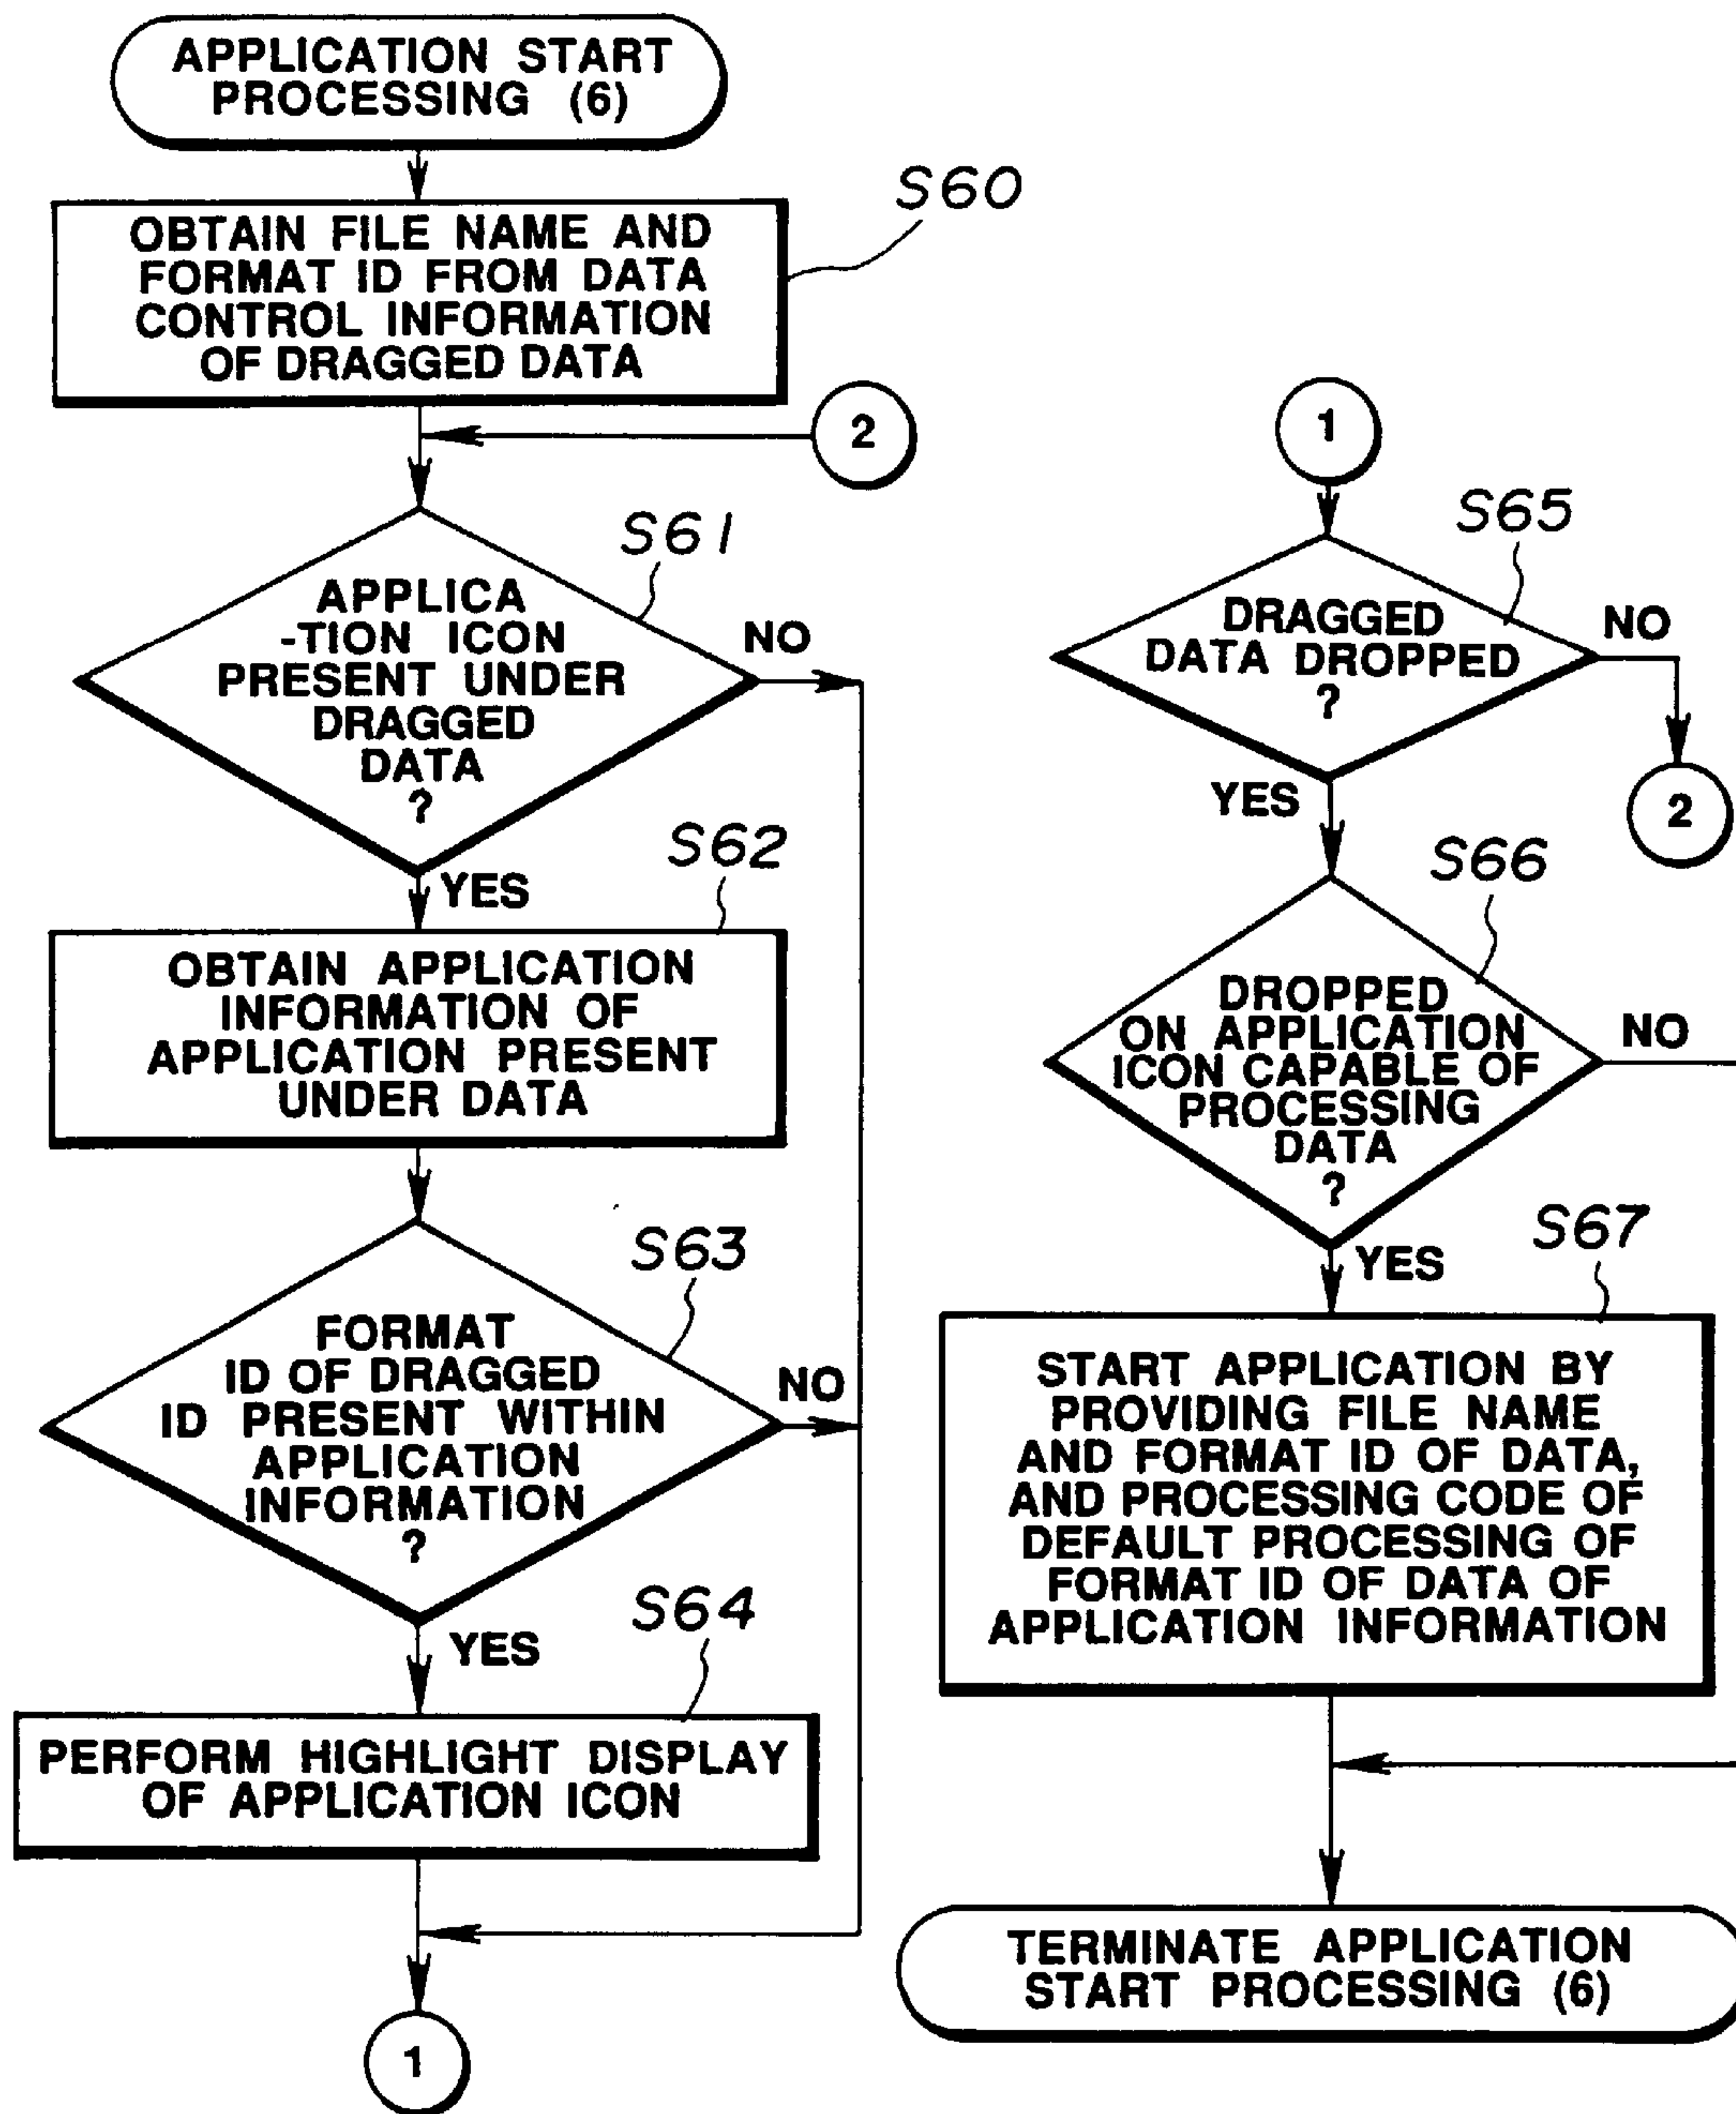 APPLICATION START
PROCESSING (6)
S60
OBTAIN FILE NAME AND
FORMAT ID FROM DATA
CONTROL INFORMATION
OF DRAGGED DATA
2
S61
APPLICA
-TION ICON
PRESENT UNDER
DRAGGED
DATA
?
NO
YES
S62
OBTAIN APPLICATION
INFORMATION OF
APPLICATION PRESENT
UNDER DATA
S63
FORMAT
ID OF DRAGGED
ID PRESENT WITHIN
APPLICATION
INFORMATION
?
NO
YES
S64
PERFORM HIGHLIGHT DISPLAY
OF APPLICATION ICON
1
1
S65
DRAGGED
DATA DROPPED
?
NO
2
YES
S66
DROPPED
ON APPLICATION
ICON CAPABLE OF
PROCESSING
DATA
?
NO
YES
S67
START APPLICATION BY
PROVIDING FILE NAME
AND FORMAT ID OF DATA,
AND PROCESSING CODE OF
DEFAULT PROCESSING OF
FORMAT ID OF DATA OF
APPLICATION INFORMATION
TERMINATE APPLICATION
START PROCESSING (6)